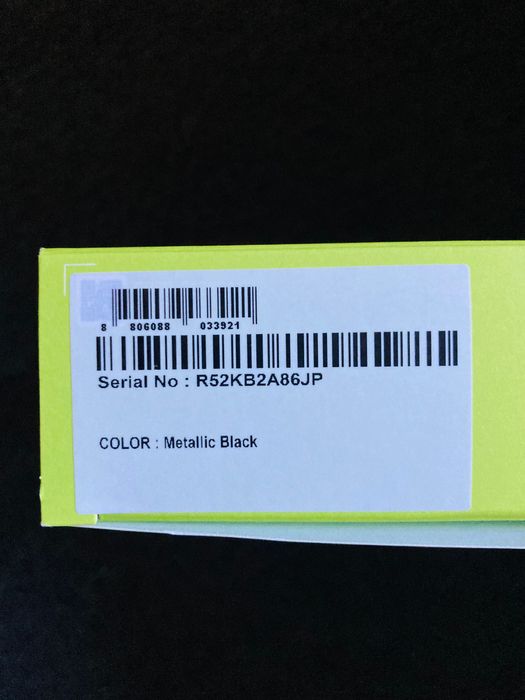 8 806088 033921
Serial No : R52KB2A86JP
COLOR : Metallic Black